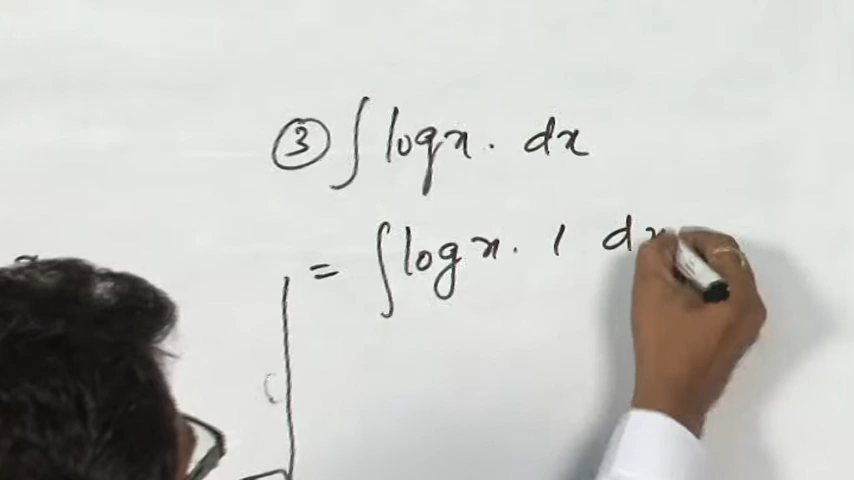 ③ ∫ log x . dx
= ∫ log x . 1 dx